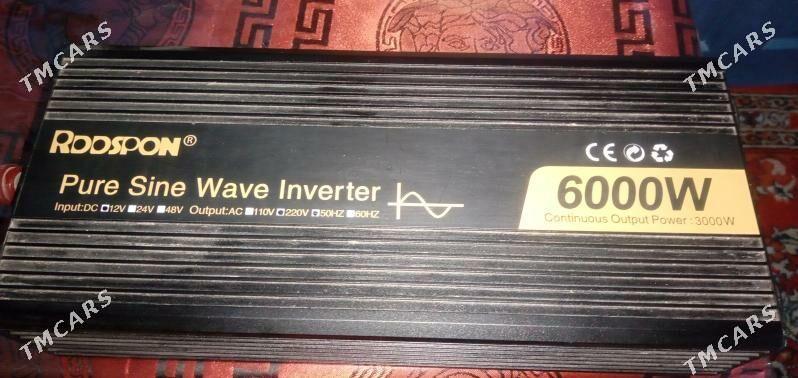 TMCARS
TMCARS
RODSPON®
CE
Pure Sine Wave Inverter
6000W
Input:DC 12V 24V 48V Output:AC 110V 220V 50HZ 60HZ
Continuous Output Power : 3000W
TMCARS
TMCARS